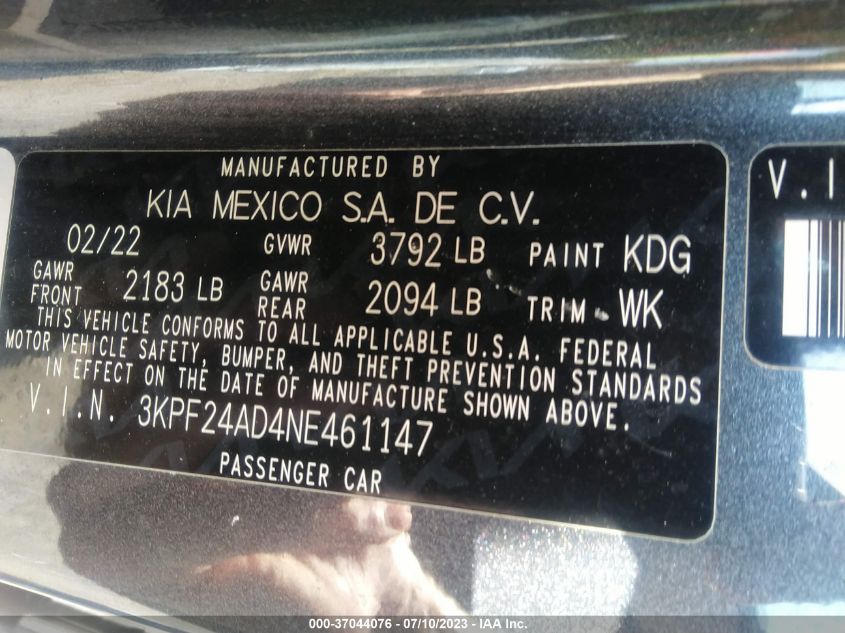 MANUFACTURED BY
KIA MEXICO S.A. DE C.V.
02/22 GVWR 3792 LB PAINT KDG
GAWR FRONT 2183 LB GAWR REAR 2094 LB TRIM WK
THIS VEHICLE CONFORMS TO ALL APPLICABLE U.S.A. FEDERAL
MOTOR VEHICLE SAFETY, BUMPER, AND THEFT PREVENTION STANDARDS
IN EFFECT ON THE DATE OF MANUFACTURE SHOWN ABOVE.
V.I.N. 3KPF24AD4NE461147
PASSENGER CAR
V.I
000-37044076 - 07/10/2023 - IAA Inc.